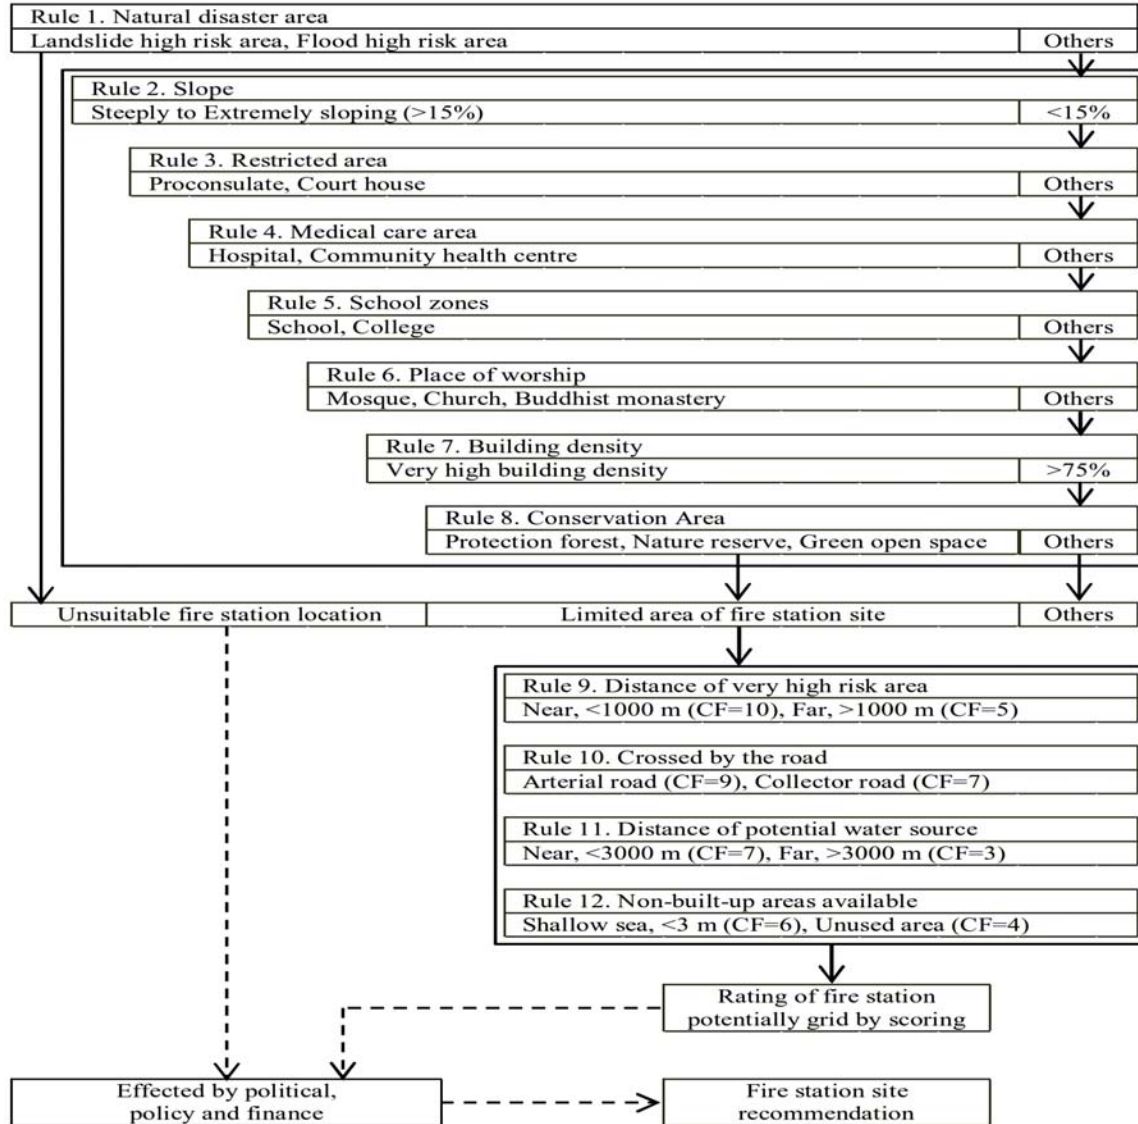 Rule 1. Natural disaster area
Landslide high risk area, Flood high risk area Others
Rule 2. Slope
Steeply to Extremely sloping (>15%) <15%
Rule 3. Restricted area
Proconsulate, Court house Others
Rule 4. Medical care area
Hospital, Community health centre Others
Rule 5. School zones
School, College Others
Rule 6. Place of worship
Mosque, Church, Buddhist monastery Others
Rule 7. Building density
Very high building density >75%
Rule 8. Conservation Area
Protection forest, Nature reserve, Green open space Others
Unsuitable fire station location Limited area of fire station site Others
Rule 9. Distance of very high risk area
Near, <1000 m (CF=10), Far, >1000 m (CF=5)
Rule 10. Crossed by the road
Arterial road (CF=9), Collector road (CF=7)
Rule 11. Distance of potential water source
Near, <3000 m (CF=7), Far, >3000 m (CF=3)
Rule 12. Non-built-up areas available
Shallow sea, <3 m (CF=6), Unused area (CF=4)
Rating of fire station
potentially grid by scoring
Effected by political,
policy and finance
Fire station site
recommendation